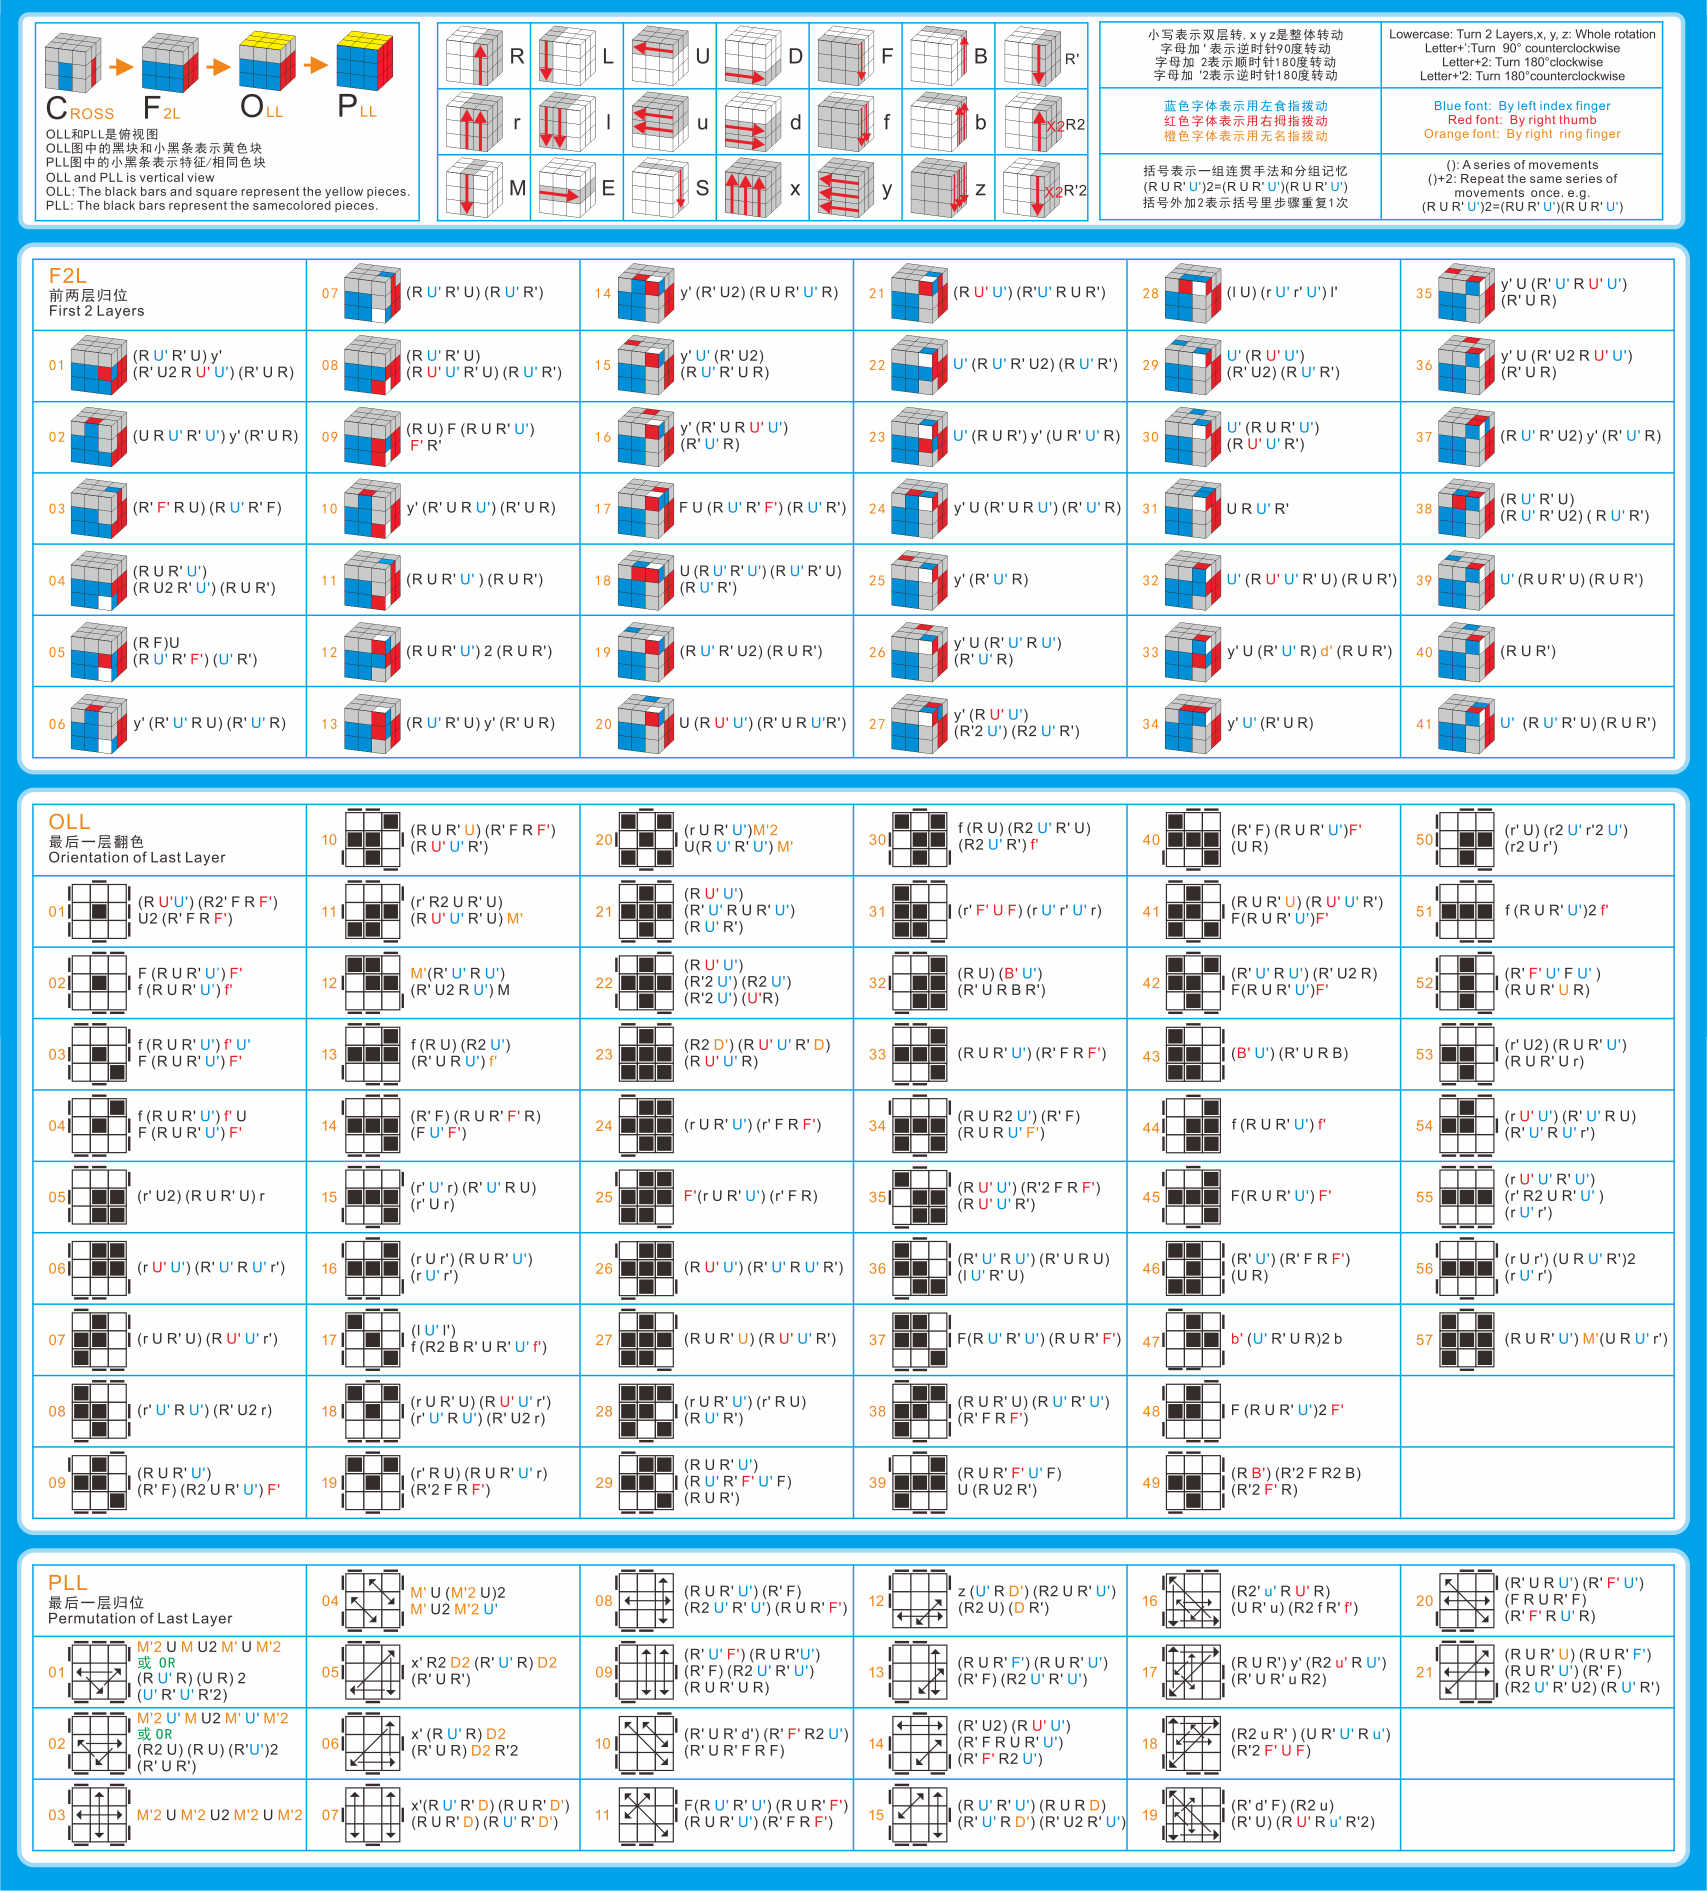 CROSS
F2L
OLL
PLL
OLL和PLL是俯视图
OLL图中的黑块和小黑条表示黄色块
PLL图中的小黑条表示特征/相同色块
OLL and PLL is vertical view
OLL: The black bars and square represent the yellow pieces.
PLL: The black bars represent the samecolored pieces.
R L U D F B R'
r l u d f b X2R2
M E S x y z X2R'2
小写表示双层转, x y z是整体转动
字母加 ' 表示逆时针90度转动
字母加 2表示顺时针180度转动
字母加 '2表示逆时针180度转动
Lowercase: Turn 2 Layers,x, y, z: Whole rotation
Letter+':Turn 90° counterclockwise
Letter+2: Turn 180°clockwise
Letter+'2: Turn 180°counterclockwise
蓝色字体表示用左食指拨动
红色字体表示用右拇指拨动
橙色字体表示用无名指拨动
Blue font: By left index finger
Red font: By right thumb
Orange font: By right ring finger
括号表示一组连贯手法和分组记忆
(R U R' U')2=(R U R' U')(R U R' U')
括号外加2表示括号里步骤重复1次
(): A series of movements
()+2: Repeat the same series of
movements once. e.g.
(R U R' U')2=(RU R' U')(R U R' U')
F2L
前两层归位
First 2 Layers
01
(R U' R' U) y'
(R' U2 R U' U') (R' U R)
02
(U R U' R' U') y' (R' U R)
03
(R' F' R U) (R U' R' F)
04
(R U R' U')
(R U2 R' U') (R U R')
05
(R F)U
(R U' R' F') (U' R')
06
y' (R' U' R U) (R' U' R)
07
(R U' R' U) (R U' R')
08
(R U' R' U)
(R U' U' R' U) (R U' R')
09
(R U) F (R U R' U')
F' R'
10
y' (R' U R U') (R' U R)
11
(R U R' U' ) (R U R')
12
(R U R' U') 2 (R U R')
13
(R U' R' U) y' (R' U R)
14
y' (R' U2) (R U R' U' R)
15
y' U' (R' U2)
(R U' R' U R)
16
y' (R' U R U' U')
(R' U' R)
17
F U (R U' R' F') (R U' R')
18
U (R U' R' U') (R U' R' U)
(R U' R')
19
(R U' R' U2) (R U R')
20
U (R U' U') (R' U R U'R')
21
(R U' U') (R'U' R U R')
22
U' (R U' R' U2) (R U' R')
23
U' (R U R') y' (U R' U' R)
24
y' U (R' U R U') (R' U' R)
25
y' (R' U' R)
26
y' U (R' U' R U')
(R' U' R)
27
y' (R U' U')
(R'2 U') (R2 U' R')
28
(l U) (r U' r' U') l'
29
U' (R U' U')
(R' U2) (R U' R')
30
U' (R U R' U')
(R U' U' R')
31
U R U' R'
32
U' (R U' U' R' U) (R U R')
33
y' U (R' U' R) d' (R U R')
34
y' U' (R' U R)
35
y' U (R' U' R U' U')
(R' U R)
36
y' U (R' U2 R U' U')
(R' U R)
37
(R U' R' U2) y' (R' U' R)
38
(R U' R' U)
(R U' R' U2) ( R U' R')
39
U' (R U R' U) (R U R')
40
(R U R')
41
U' (R U' R' U) (R U R')
OLL
最后一层翻色
Orientation of Last Layer
01
(R U'U') (R2' F R F')
U2 (R' F R F')
02
F (R U R' U') F'
f (R U R' U') f'
03
f (R U R' U') f' U'
F (R U R' U') F'
04
f (R U R' U') f' U
F (R U R' U') F'
05
(r' U2) (R U R' U) r
06
(r U' U') (R' U' R U' r')
07
(r U R' U) (R U' U' r')
08
(r' U' R U') (R' U2 r)
09
(R U R' U')
(R' F) (R2 U R' U') F'
10
(R U R' U) (R' F R F')
(R U' U' R')
11
(r' R2 U R' U)
(R U' U' R' U) M'
12
M'(R' U' R U')
(R' U2 R U') M
13
f (R U) (R2 U')
(R' U R U') f'
14
(R' F) (R U R' F' R)
(F U' F')
15
(r' U' r) (R' U' R U)
(r' U r)
16
(r U r') (R U R' U')
(r U' r')
17
(l U' l')
f (R2 B R' U R' U' f')
18
(r U R' U) (R U' U' r')
(r' U' R U') (R' U2 r)
19
(r' R U) (R U R' U' r)
(R'2 F R F')
20
(r U R' U')M'2
U(R U' R' U') M'
21
(R U' U')
(R' U' R U R' U')
(R U' R')
22
(R U' U')
(R'2 U') (R2 U')
(R'2 U') (U'R)
23
(R2 D') (R U' U' R' D)
(R U' U' R)
24
(r U R' U') (r' F R F')
25
F'(r U R' U') (r' F R)
26
(R U' U') (R' U' R U' R')
27
(R U R' U) (R U' U' R')
28
(r U R' U') (r' R U)
(R U' R')
29
(R U R' U')
(R U' R' F' U' F)
(R U R')
30
f (R U) (R2 U' R' U)
(R2 U' R') f'
31
(r' F' U F) (r U' r' U' r)
32
(R U) (B' U')
(R' U R B R')
33
(R U R' U') (R' F R F')
34
(R U R2 U') (R' F)
(R U R U' F')
35
(R U' U') (R'2 F R F')
(R U' U' R')
36
(R' U' R U') (R' U R U)
(l U' R' U)
37
F(R U' R' U') (R U R' F')
38
(R U R' U) (R U' R' U')
(R' F R F')
39
(R U R' F' U' F)
U (R U2 R')
40
(R' F) (R U R' U')F'
(U R)
41
(R U R' U) (R U' U' R')
F(R U R' U')F'
42
(R' U' R U') (R' U2 R)
F(R U R' U')F'
43
(B' U') (R' U R B)
44
f (R U R' U') f'
45
F(R U R' U') F'
46
(R' U') (R' F R F')
(U R)
47
b' (U' R' U R)2 b
48
F (R U R' U')2 F'
49
(R B') (R'2 F R2 B)
(R'2 F' R)
50
(r' U) (r2 U' r'2 U')
(r2 U r')
51
f (R U R' U')2 f'
52
(R' F' U' F U' )
(R U R' U R)
53
(r' U2) (R U R' U')
(R U R' U r)
54
(r U' U') (R' U' R U)
(R' U' R U' r')
55
(r U' U' R' U')
(r' R2 U R' U' )
(r U' r')
56
(r U r') (U R U' R')2
(r U' r')
57
(R U R' U') M'(U R U' r')
PLL
最后一层归位
Permutation of Last Layer
01
M'2 U M U2 M' U M'2
或 OR
(R U' R) (U R) 2
(U' R' U' R'2)
02
M'2 U' M U2 M' U' M'2
或 OR
(R2 U) (R U) (R'U')2
(R' U R')
03
M'2 U M'2 U2 M'2 U M'2
04
M' U (M'2 U)2
M' U2 M'2 U'
05
x' R2 D2 (R' U' R) D2
(R' U R')
06
x' (R U' R) D2
(R' U R) D2 R'2
07
x'(R U' R' D) (R U R' D')
(R U R' D) (R U' R' D')
08
(R U R' U') (R' F)
(R2 U' R' U') (R U R' F')
09
(R' U' F') (R U R'U')
(R' F) (R2 U' R' U')
(R U R' U R)
10
(R' U R' d') (R' F' R2 U')
(R' U R' F R F)
11
F(R U' R' U') (R U R' F')
(R U R' U') (R' F R F')
12
z (U' R D') (R2 U R' U')
(R2 U) (D R')
13
(R U R' F') (R U R' U')
(R' F) (R2 U' R' U')
14
(R' U2) (R U' U')
(R' F R U R' U')
(R' F' R2 U')
15
(R U' R' U') (R U R D)
(R' U' R D') (R' U2 R' U')
16
(R2' u' R U' R)
(U R' u) (R2 f R' f')
17
(R U R') y' (R2 u' R U')
(R' U R' u R2)
18
(R2 u R' ) (U R' U' R u')
(R'2 F' U F)
19
(R' d' F) (R2 u)
(R' U) (R U' R u' R'2)
20
(R' U R U') (R' F' U')
(F R U R' F)
(R' F' R U' R)
21
(R U R' U) (R U R' F')
(R U R' U') (R' F)
(R2 U' R' U2) (R U' R')